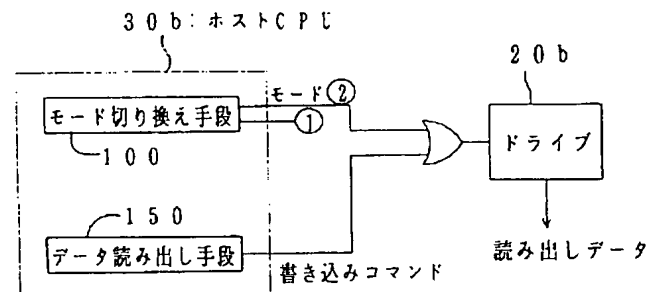 ３０ｂ：ホストＣＰＵ
２０ｂ
モード②
モード切り換え手段
①
ドライブ
１００
１５０
読み出しデータ
データ読み出し手段
書き込みコマンド